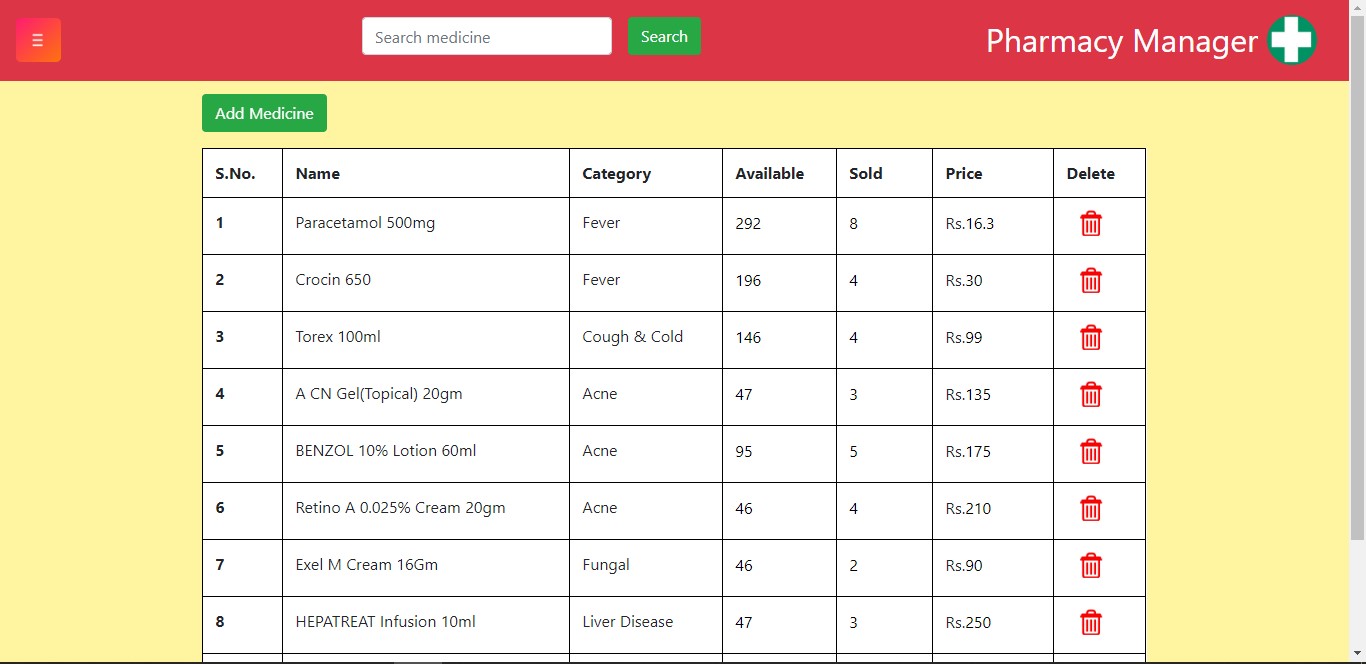 ☰ Search medicine Search Pharmacy Manager
Add Medicine
S.No. Name Category Available Sold Price Delete
1 Paracetamol 500mg Fever 292 8 Rs.16.3
2 Crocin 650 Fever 196 4 Rs.30
3 Torex 100ml Cough & Cold 146 4 Rs.99
4 A CN Gel(Topical) 20gm Acne 47 3 Rs.135
5 BENZOL 10% Lotion 60ml Acne 95 5 Rs.175
6 Retino A 0.025% Cream 20gm Acne 46 4 Rs.210
7 Exel M Cream 16Gm Fungal 46 2 Rs.90
8 HEPATREAT Infusion 10ml Liver Disease 47 3 Rs.250